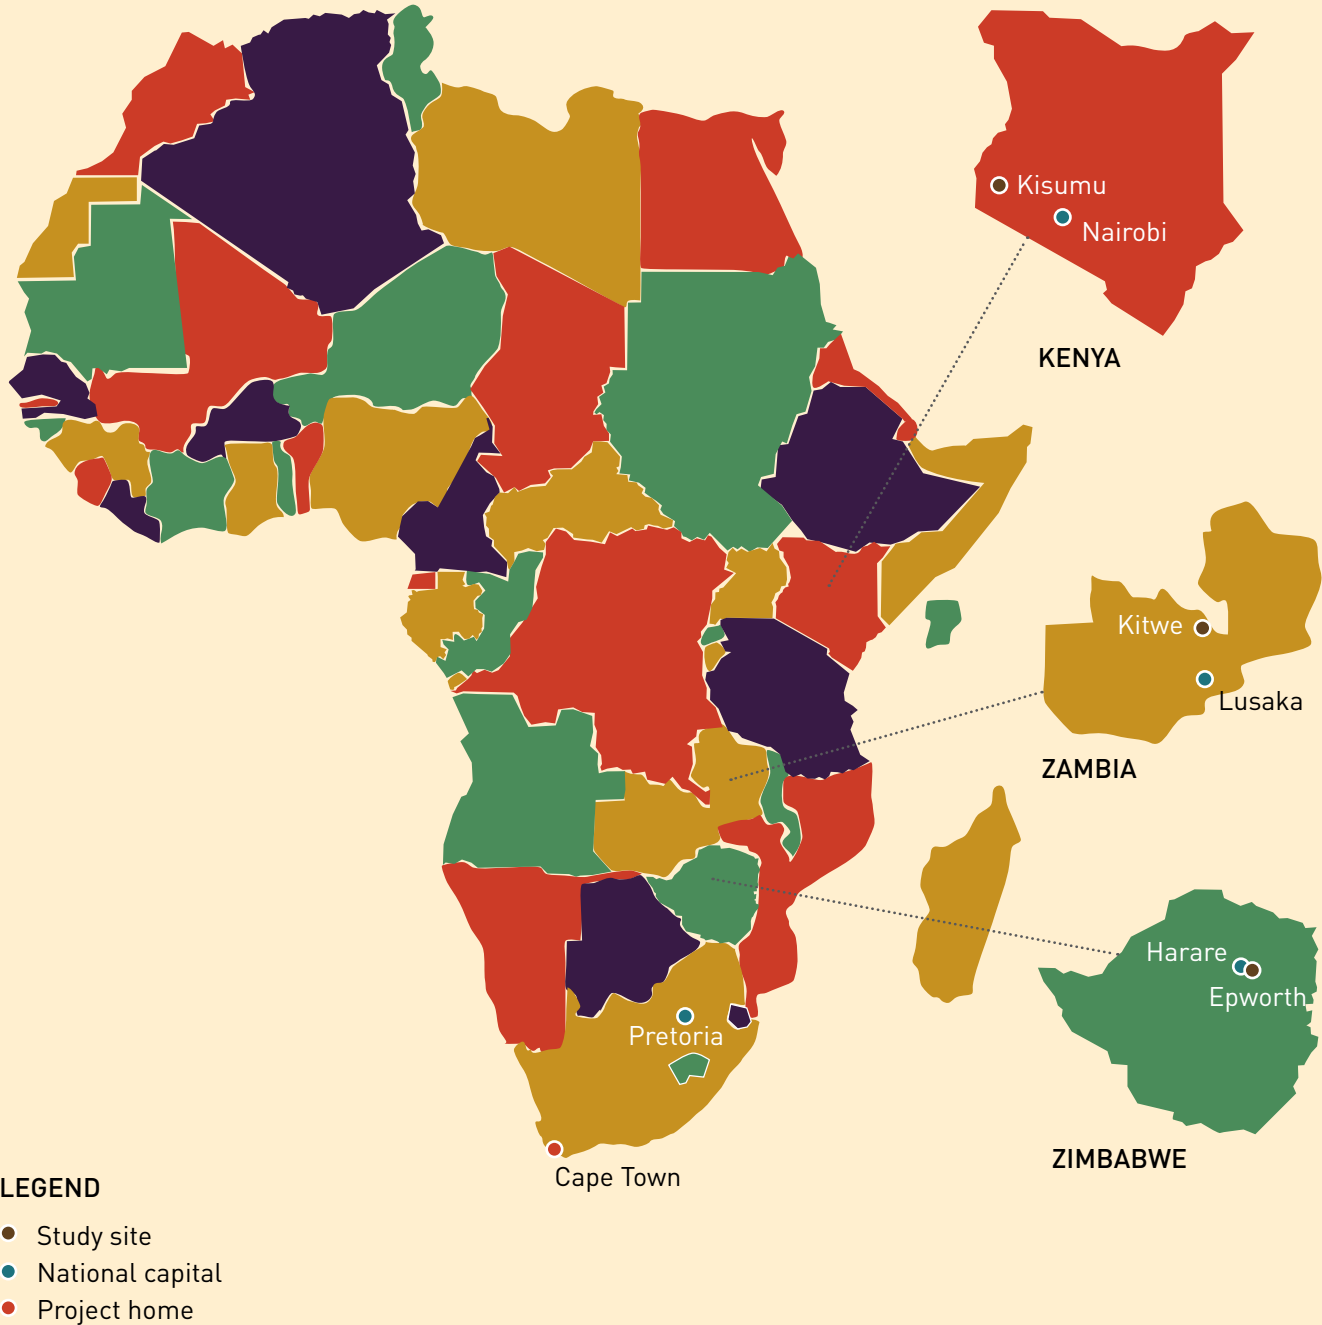 Kisumu
Nairobi
KENYA
Kitwe
Lusaka
ZAMBIA
Harare
Epworth
ZIMBABWE
Pretoria
Cape Town
LEGEND
Study site
National capital
Project home